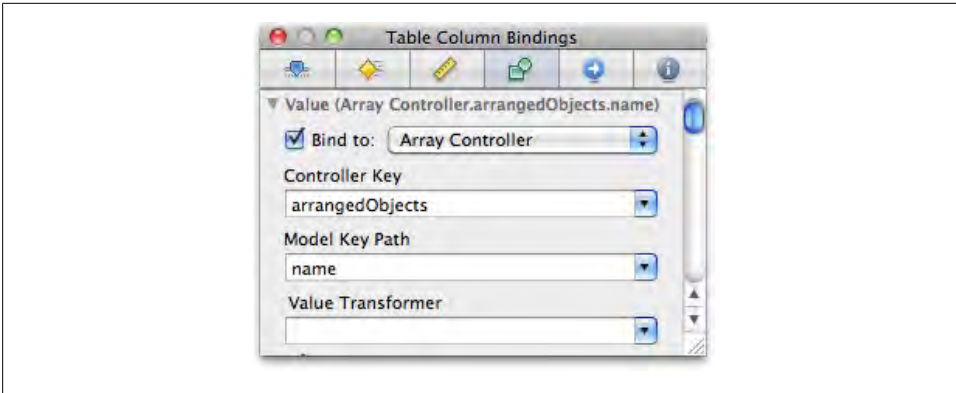 Table Column Bindings
Value (Array Controller.arrangedObjects.name)
Bind to: Array Controller
Controller Key
arrangedObjects
Model Key Path
name
Value Transformer